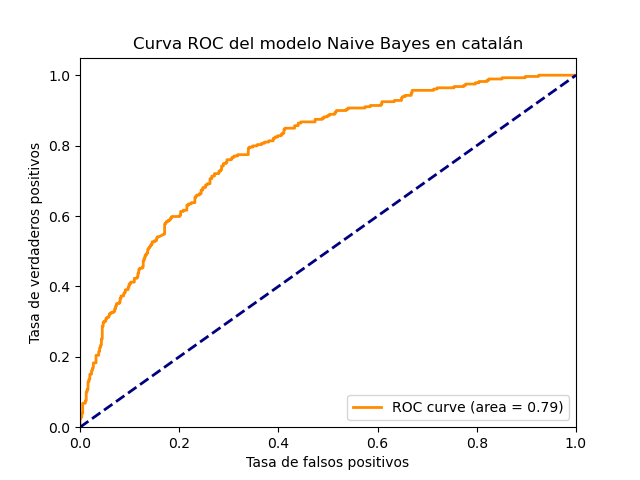 Curva ROC del modelo Naive Bayes en catalán
1.0
0.8
0.6
0.4
0.2
0.0
Tasa de verdaderos positivos
ROC curve (area = 0.79)
0.0 0.2 0.4 0.6 0.8 1.0
Tasa de falsos positivos